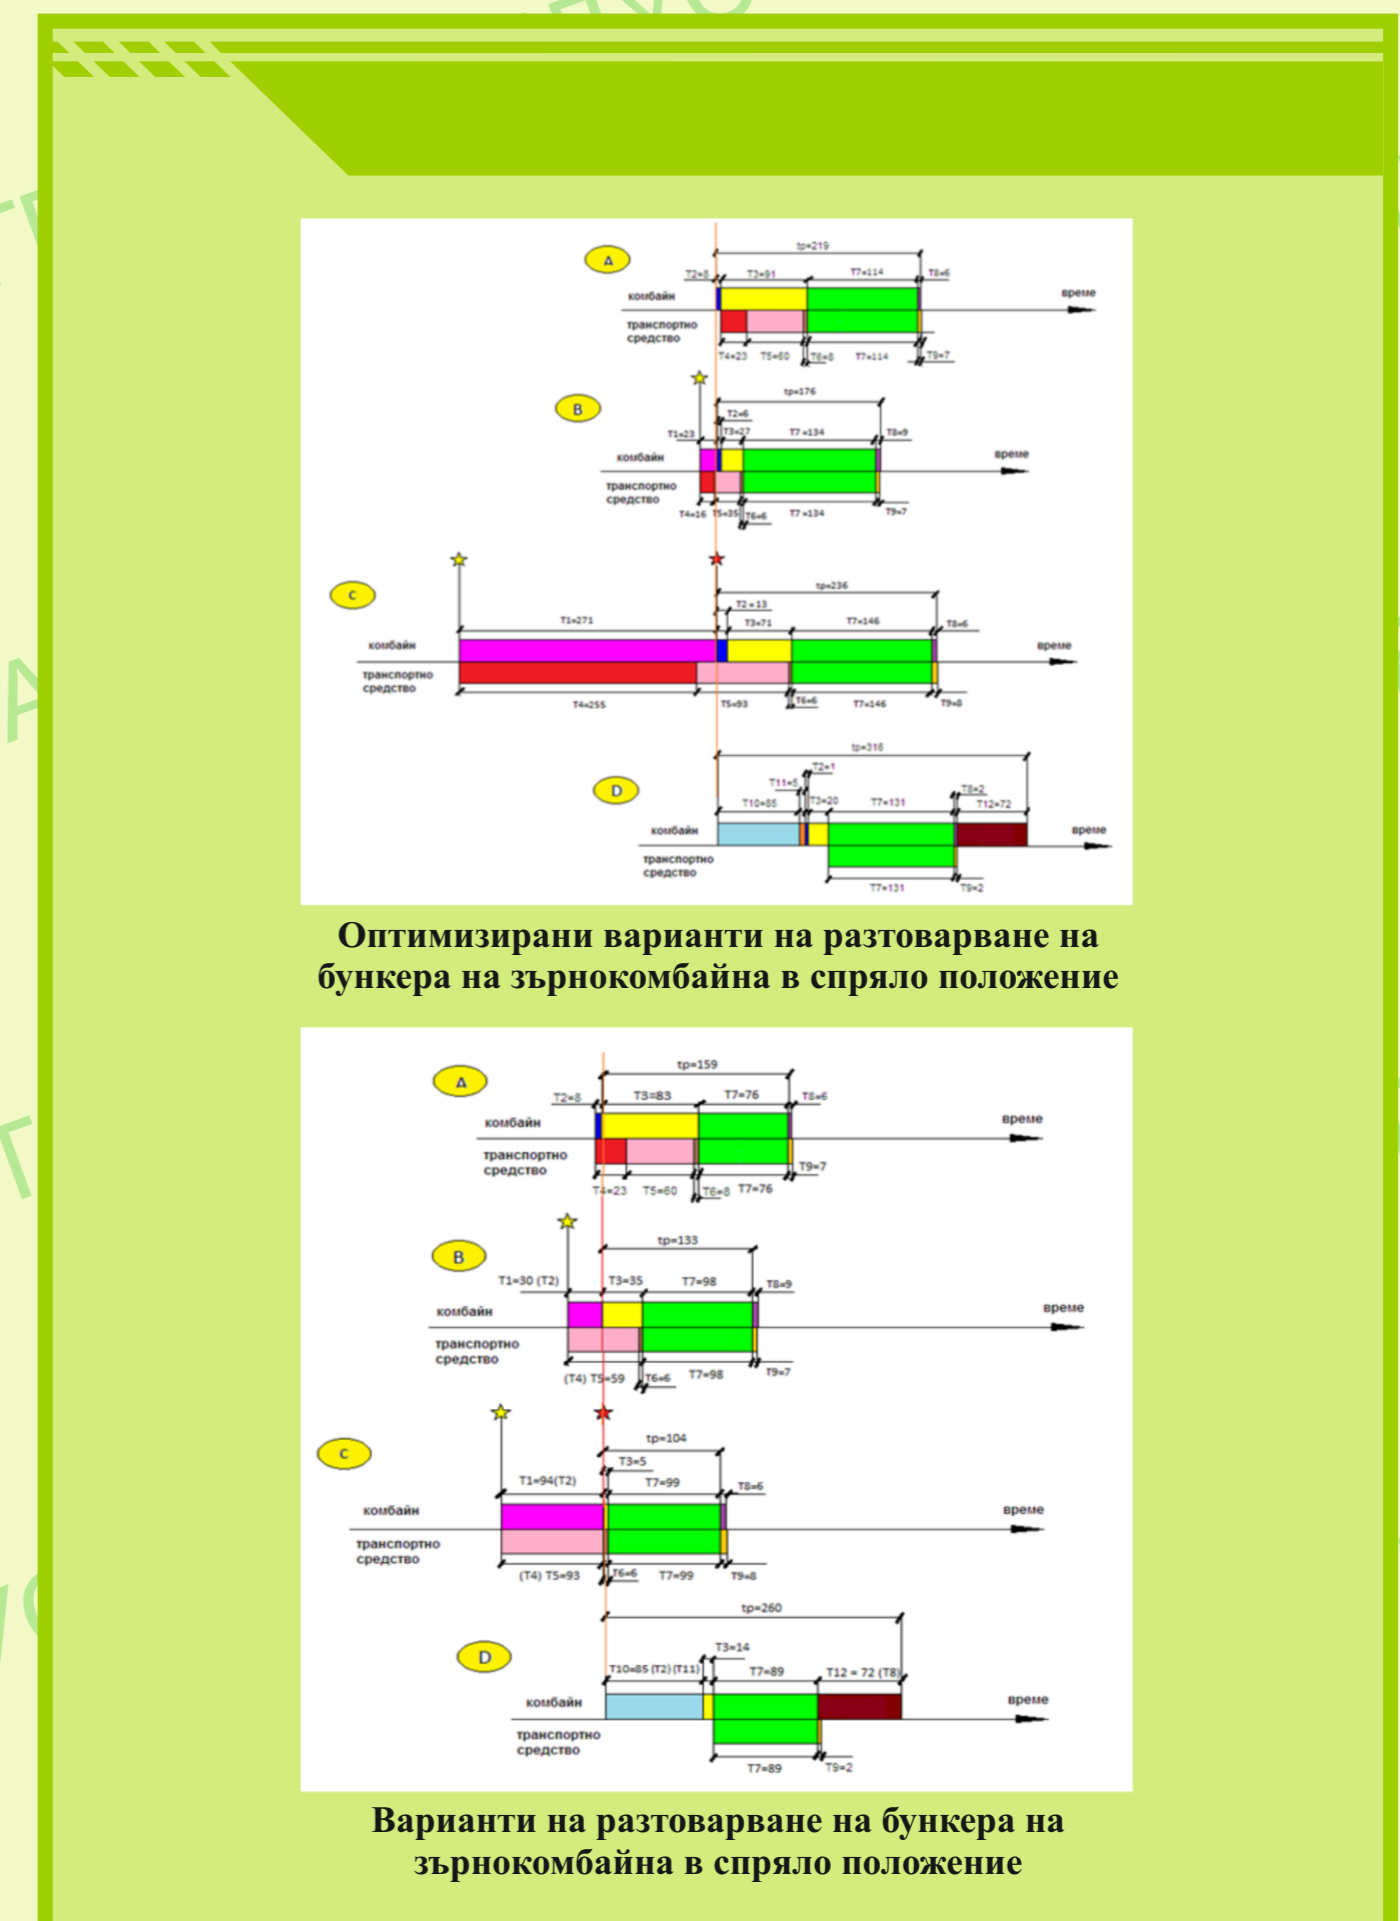 tp=219
A
T2=8 T3=91 T7=114 T8=6
комбайн
време
транспортно
средство
T4=23 T5=60 T6=8 T7=114 T9=7
tp=176
B
T2=6
T1=23 T3=27 T7=134 T8=9
комбайн
време
транспортно
средство
T4=16 T5=35 T6=6 T7=134 T9=7
tp=236
C
T2=13
T1=271 T3=71 T7=146 T8=6
комбайн
време
транспортно
средство
T4=255 T5=93 T6=6 T7=146 T9=8
tp=316
D
T2=1
T11=5 T8=2
T10=85 T3=20 T7=131 T12=72
комбайн
време
транспортно
средство
T7=131 T9=2
Оптимизирани варианти на разтоварване на
бункера на зърнокомбайна в спряло положение
tp=159
A
T2=8 T3=83 T7=76 T8=6
комбайн
време
транспортно
средство
T9=7
T4=23 T5=60 T6=8 T7=76
tp=133
B
T1=30 (T2) T3=35 T7=98 T8=9
комбайн
време
транспортно
средство
(T4) T5=59 T6=6 T7=98 T9=7
tp=104
C
T3=5
T1=94(T2) T7=99 T8=6
комбайн
време
транспортно
средство
(T4) T5=93 T6=6 T7=99 T9=8
tp=260
D
T3=14
T10=85 (T2) (T11) T7=89 T12 = 72 (T8)
комбайн
време
транспортно
средство
T7=89 T9=2
Варианти на разтоварване на бункера на
зърнокомбайна в спряло положение